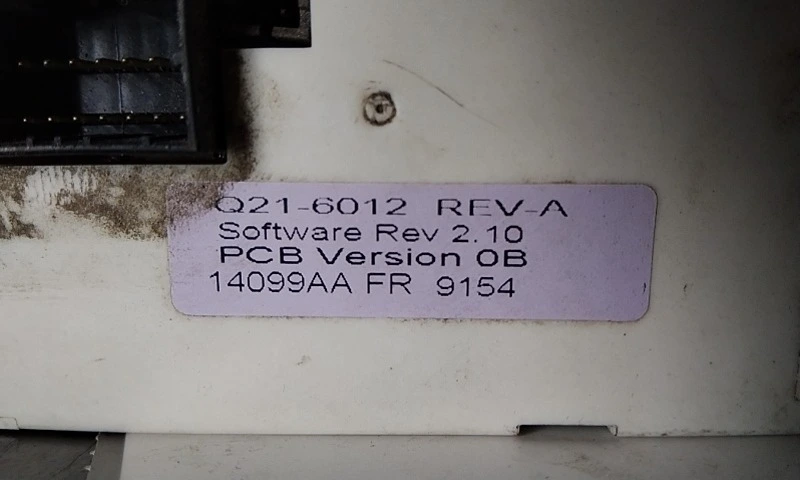 Q21-6012 REV-A
Software Rev 2.10
PCB Version 0B
14099AA FR 9154